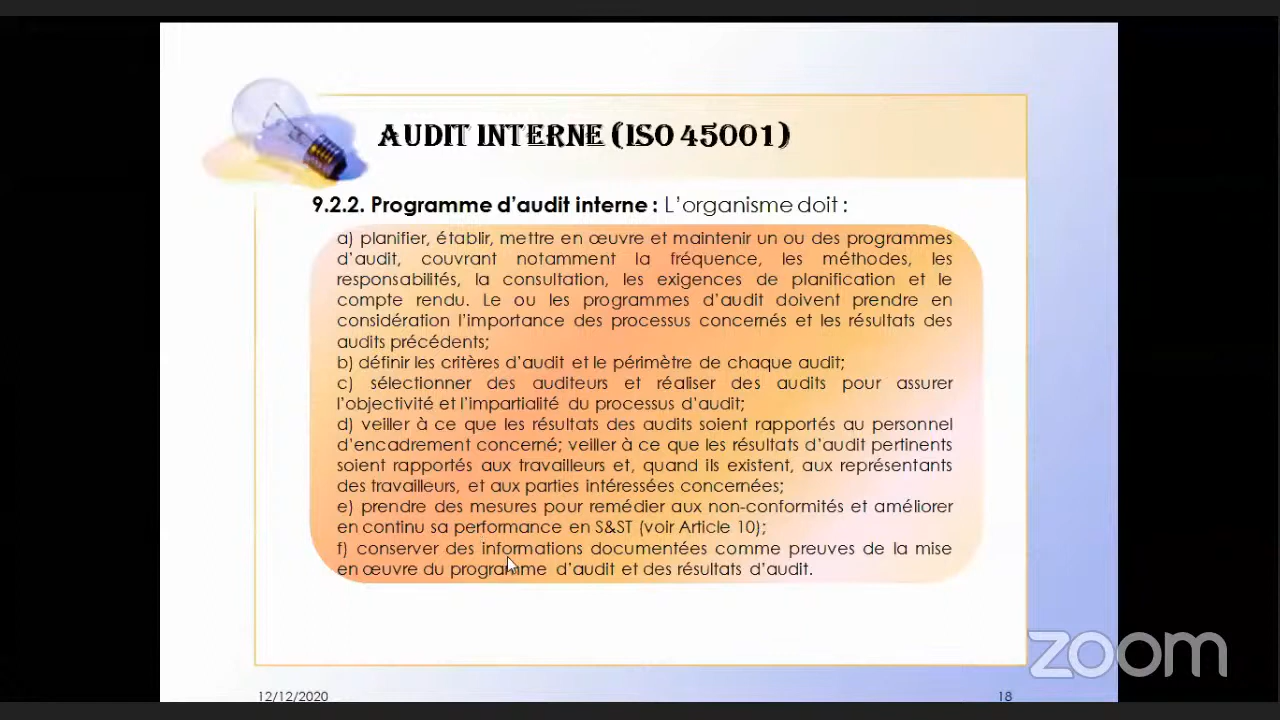 AUDIT INTERNE (ISO 45001)
9.2.2. Programme d'audit interne : L'organisme doit :
a) planifier, établir, mettre en œuvre et maintenir un ou des programmes
d'audit, couvrant notamment la fréquence, les méthodes, les
responsabilités, la consultation, les exigences de planification et le
compte rendu. Le ou les programmes d'audit doivent prendre en
considération l'importance des processus concernés et les résultats des
audits précédents;
b) définir les critères d'audit et le périmètre de chaque audit;
c) sélectionner des auditeurs et réaliser des audits pour assurer
l'objectivité et l'impartialité du processus d'audit;
d) veiller à ce que les résultats des audits soient rapportés au personnel
d'encadrement concerné; veiller à ce que les résultats d'audit pertinents
soient rapportés aux travailleurs et, quand ils existent, aux représentants
des travailleurs, et aux parties intéressées concernées;
e) prendre des mesures pour remédier aux non-conformités et améliorer
en continu sa performance en S&ST (voir Article 10);
f) conserver des informations documentées comme preuves de la mise
en œuvre du programme d'audit et des résultats d'audit.
zoom
12/12/2020
18